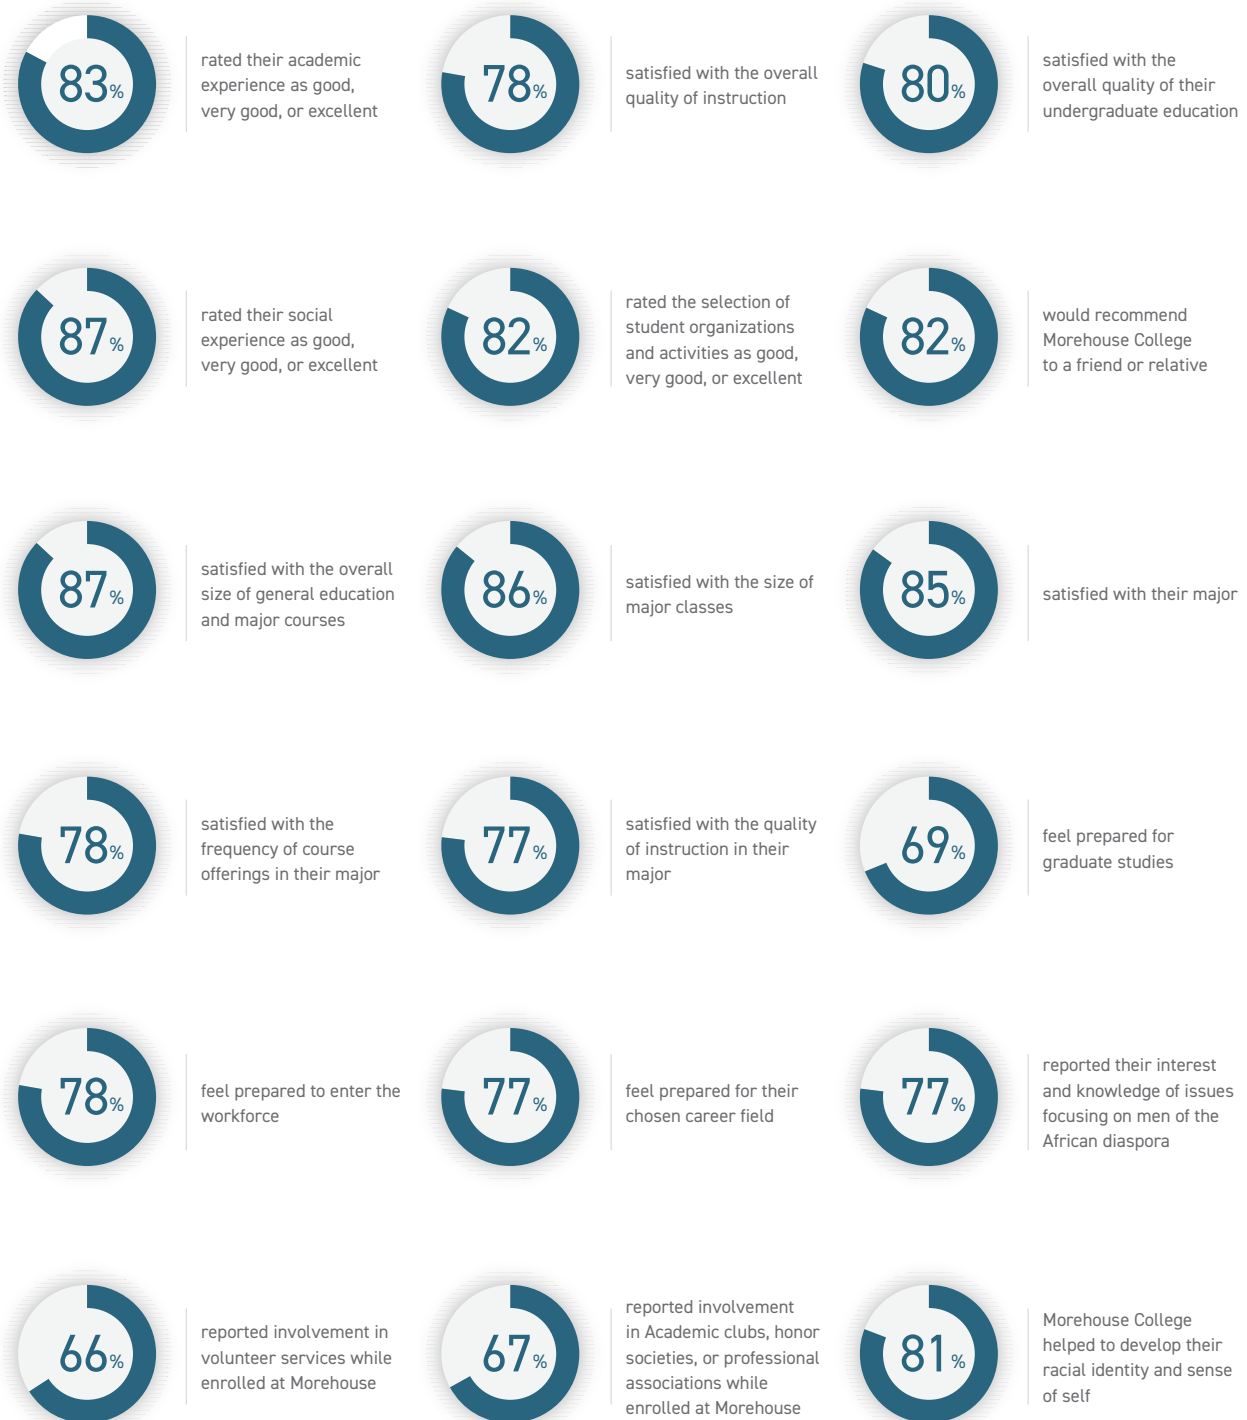 83%
rated their academic
experience as good,
very good, or excellent
78%
satisfied with the overall
quality of instruction
80%
satisfied with the
overall quality of their
undergraduate education
87%
rated their social
experience as good,
very good, or excellent
82%
rated the selection of
student organizations
and activities as good,
very good, or excellent
82%
would recommend
Morehouse College
to a friend or relative
87%
satisfied with the overall
size of general education
and major courses
86%
satisfied with the size of
major classes
85%
satisfied with their major
78%
satisfied with the
frequency of course
offerings in their major
77%
satisfied with the quality
of instruction in their
major
69%
feel prepared for
graduate studies
78%
feel prepared to enter the
workforce
77%
feel prepared for their
chosen career field
77%
reported their interest
and knowledge of issues
focusing on men of the
African diaspora
66%
reported involvement in
volunteer services while
enrolled at Morehouse
67%
reported involvement
in Academic clubs, honor
societies, or professional
associations while
enrolled at Morehouse
81%
Morehouse College
helped to develop their
racial identity and sense
of self